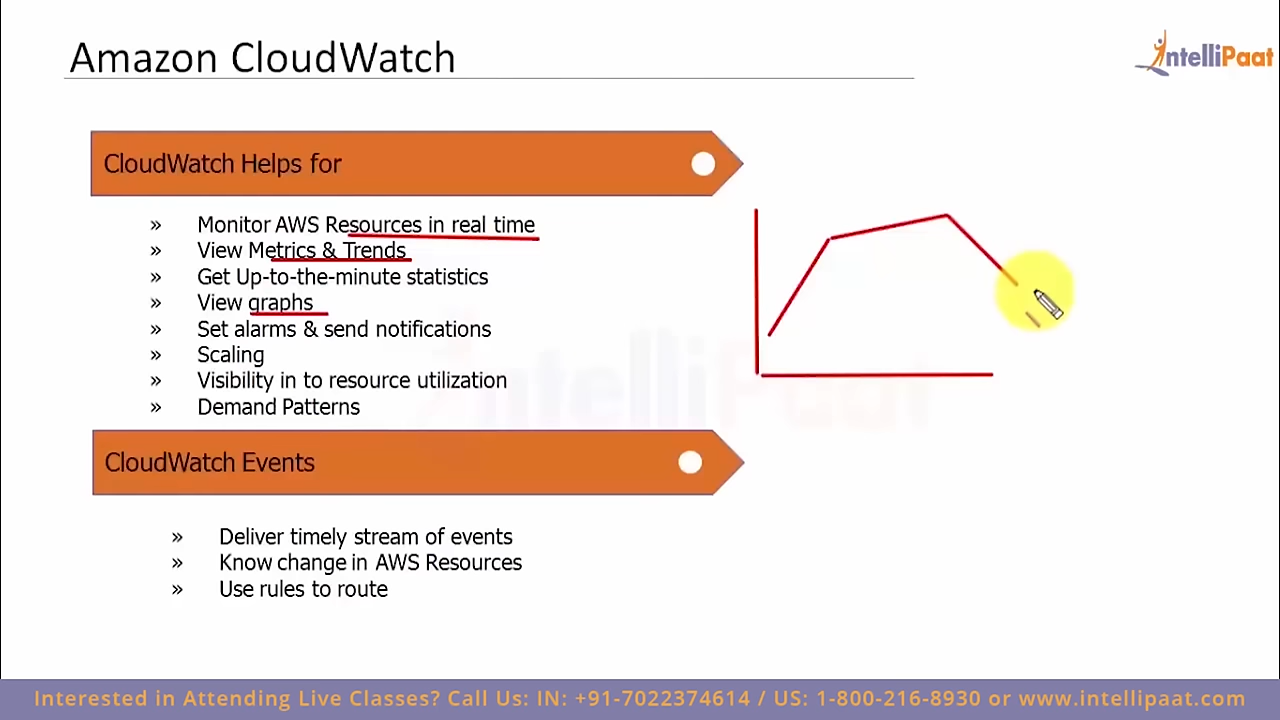 Amazon CloudWatch
IntelliPaat
CloudWatch Helps for
» Monitor AWS Resources in real time
» View Metrics & Trends
» Get Up-to-the-minute statistics
» View graphs
» Set alarms & send notifications
» Scaling
» Visibility in to resource utilization
» Demand Patterns
IntelliPaat
CloudWatch Events
» Deliver timely stream of events
» Know change in AWS Resources
» Use rules to route
Interested in Attending Live Classes? Call Us: IN: +91-7022374614 / US: 1-800-216-8930 or www.intellipaat.com